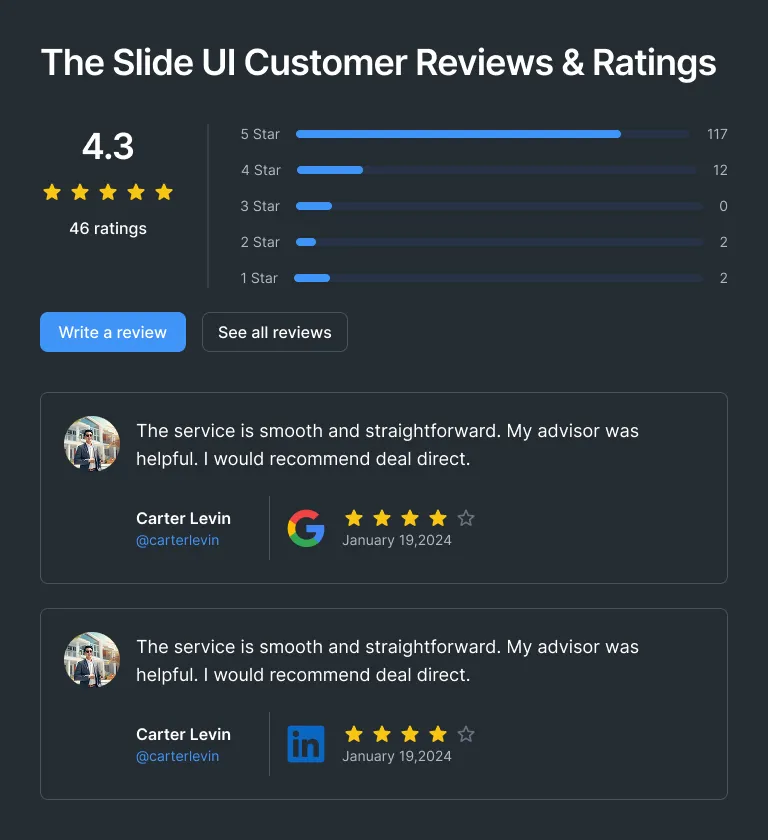 The Slide UI Customer Reviews & Ratings
4.3
46 ratings
5 Star 117
4 Star 12
3 Star 0
2 Star 2
1 Star 2
Write a review See all reviews
The service is smooth and straightforward. My advisor was
helpful. I would recommend deal direct.
Carter Levin
@carterlevin
January 19,2024
The service is smooth and straightforward. My advisor was
helpful. I would recommend deal direct.
Carter Levin
@carterlevin
in
January 19,2024